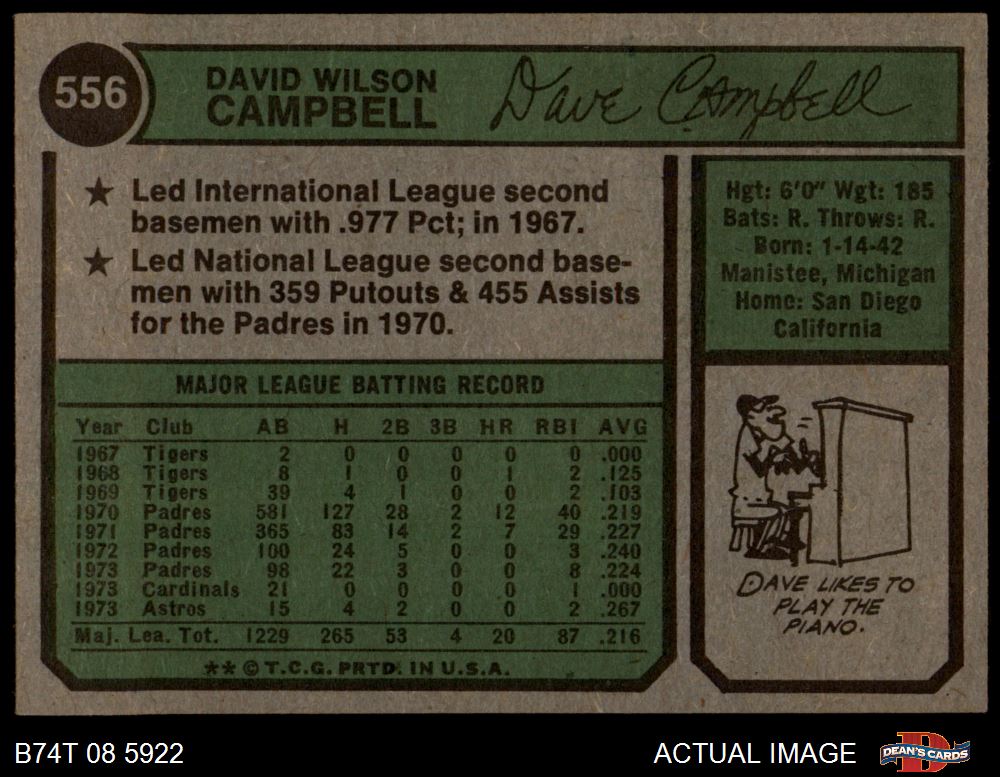 556
DAVID WILSON
CAMPBELL
Dave Campbell
★ Led International League second
basemen with .977 Pct; in 1967.
★ Led National League second base-
men with 359 Putouts & 455 Assists
for the Padres in 1970.
Hgt: 6'0" Wgt: 185
Bats: R. Throws: R.
Born: 1-14-42
Manistee, Michigan
Home: San Diego
California
MAJOR LEAGUE BATTING RECORD
Year Club AB H 2B 3B HR RBI AVG
1967 Tigers 2 0 0 0 0 0 .000
1968 Tigers 8 1 0 0 1 2 .125
1969 Tigers 39 4 1 0 0 2 .103
1970 Padres 581 127 28 2 12 40 .219
1971 Padres 365 83 14 2 7 29 .227
1972 Padres 100 24 5 0 0 3 .240
1973 Padres 98 22 3 0 0 8 .224
1973 Cardinals 21 0 0 0 0 1 .000
1973 Astros 15 4 2 0 0 2 .267
Maj. Lea. Tot. 1229 265 53 4 20 87 .216
** © T.C.G. PRTD. IN U.S.A.
DAVE LIKES TO
PLAY THE
PIANO.
B74T 08 5922
ACTUAL IMAGE
D
DEAN'S CARDS